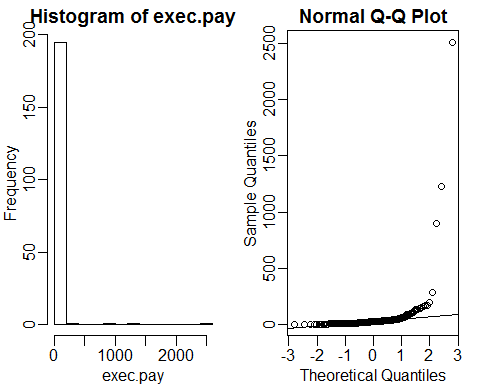 Histogram of exec.pay
Frequency
200
150
100
50
0
0 1000 2000
exec.pay
Normal Q-Q Plot
Sample Quantiles
2500
2000
1500
1000
500
0
-3 -2 -1 0 1 2 3
Theoretical Quantiles